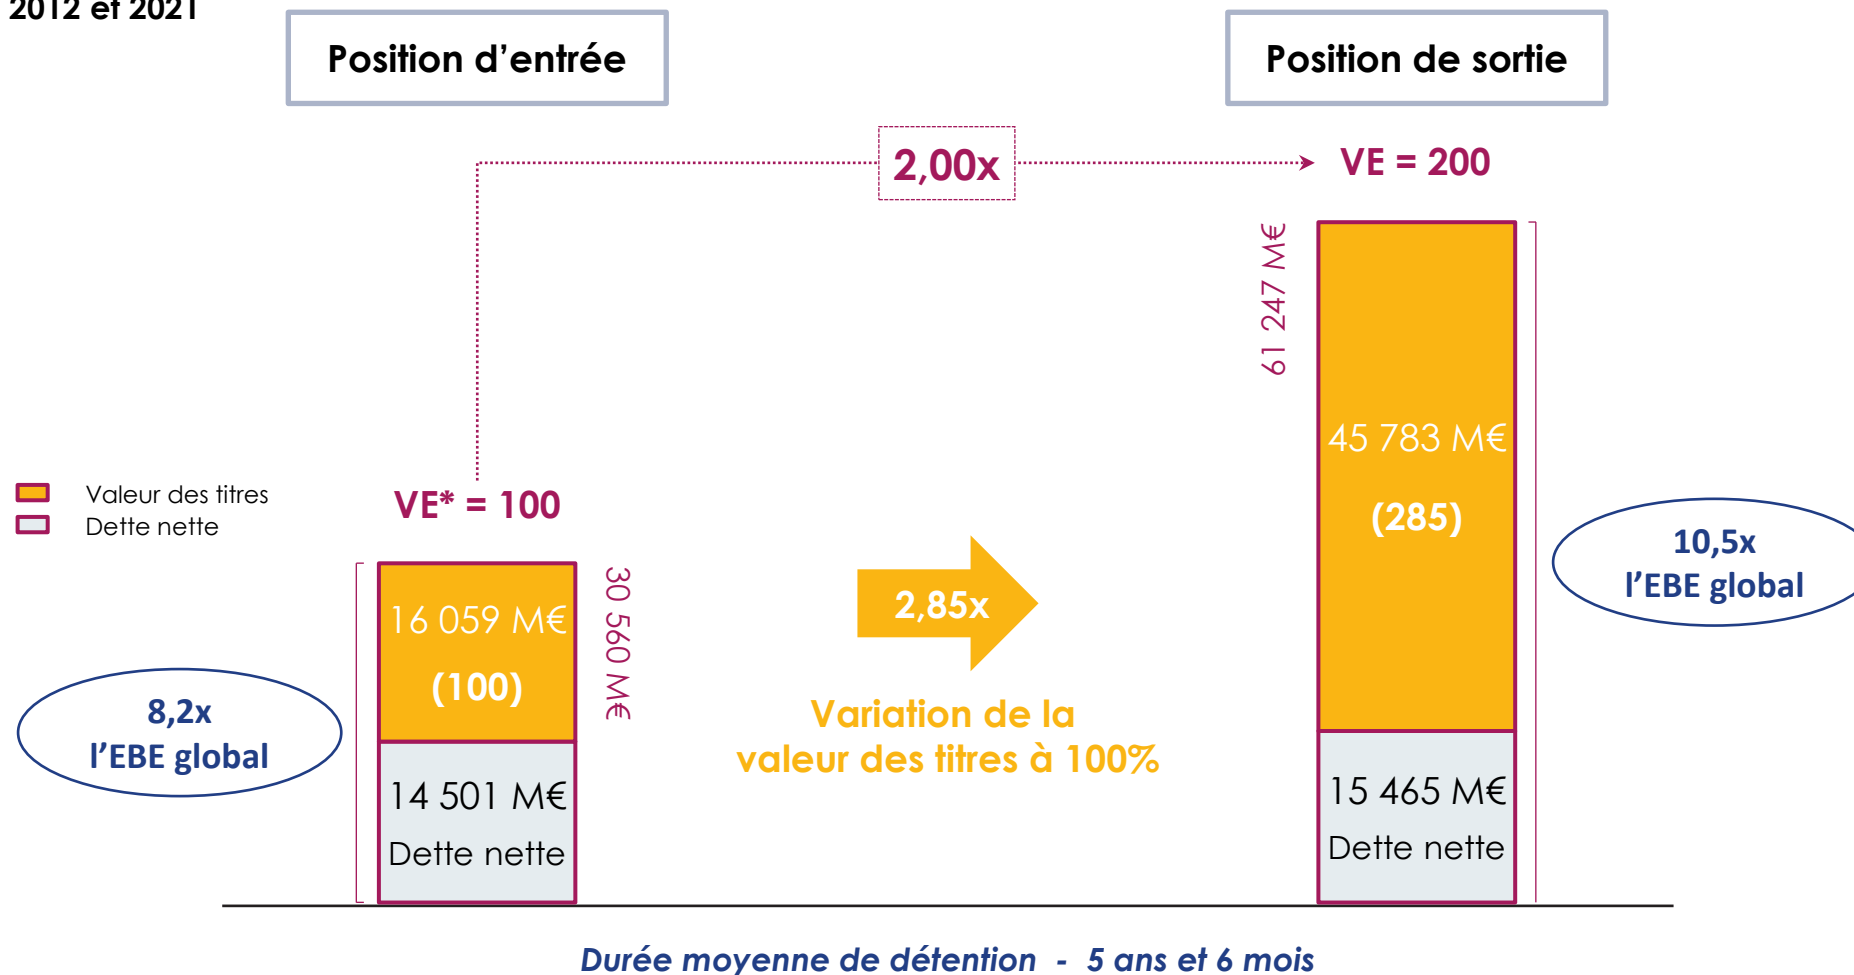 2012 et 2021
Position d’entrée
Position de sortie
2,00x
VE = 200
61 247 M€
45 783 M€
(285)
Valeur des titres
Dette nette
VE* = 100
10,5x
l’EBE global
16 059 M€
(100)
30 560 M€
2,85x
8,2x
l’EBE global
Variation de la
valeur des titres à 100%
14 501 M€
Dette nette
15 465 M€
Dette nette
Durée moyenne de détention - 5 ans et 6 mois